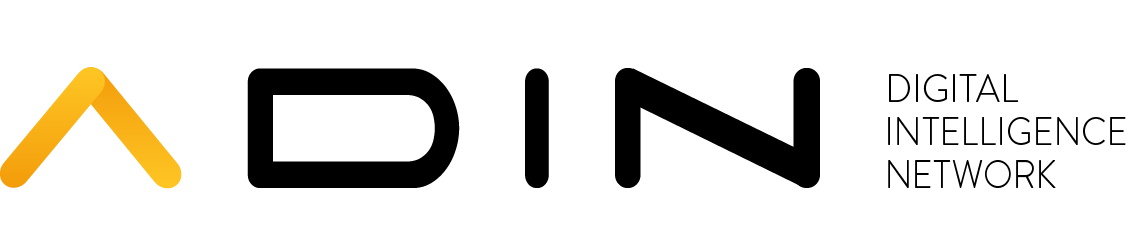 ADIN
DIGITAL
INTELLIGENCE
NETWORK